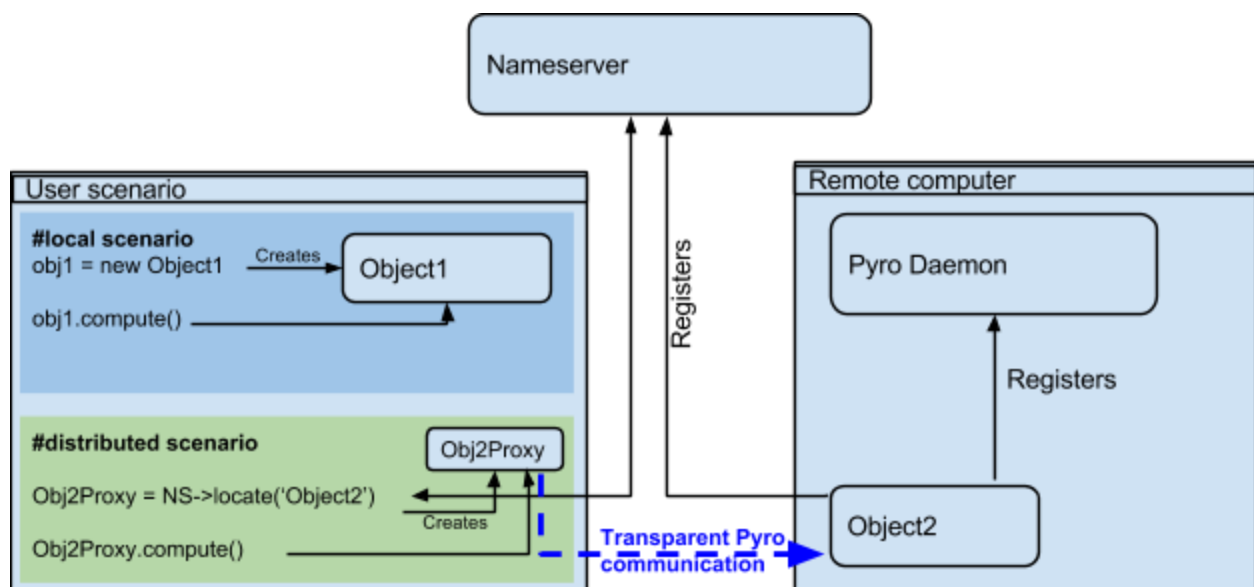 Nameserver
User scenario
#local scenario
obj1 = new Object1
Creates
Object1
obj1.compute()
#distributed scenario
Obj2Proxy
Obj2Proxy = NS->locate(‘Object2’)
Creates
Obj2Proxy.compute()
Registers
Transparent Pyro
communication
Remote computer
Pyro Daemon
Registers
Object2